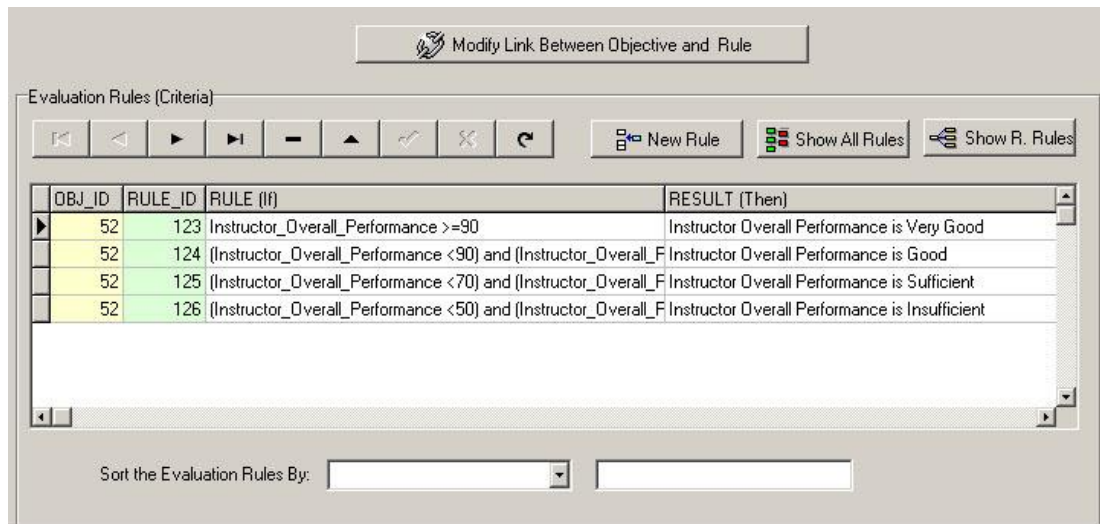 Modify Link Between Objective and Rule
Evaluation Rules (Criteria)
New Rule
Show All Rules
Show R. Rules
OBJ_ID RULE_ID RULE (If) RESULT (Then)
52 123 Instructor_Overall_Performance >=90 Instructor Overall Performance is Very Good
52 124 (Instructor_Overall_Performance <90) and (Instructor_Overall_F Instructor Overall Performance is Good
52 125 (Instructor_Overall_Performance <70) and (Instructor_Overall_F Instructor Overall Performance is Sufficient
52 126 (Instructor_Overall_Performance <50) and (Instructor_Overall_F Instructor Overall Performance is Insufficient
Sort the Evaluation Rules By: